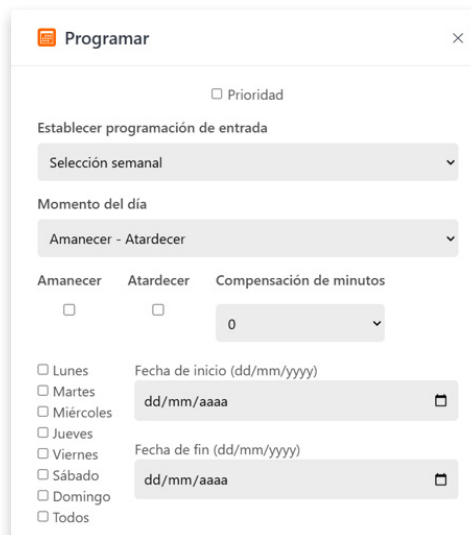 Programar
Prioridad
Establecer programación de entrada
Selección semanal
Momento del día
Amanecer - Atardecer
Amanecer Atardecer Compensación de minutos
0
Lunes
Martes
Miércoles
Jueves
Viernes
Sábado
Domingo
Todos
Fecha de inicio (dd/mm/yyyy)
dd/mm/aaaa
Fecha de fin (dd/mm/yyyy)
dd/mm/aaaa